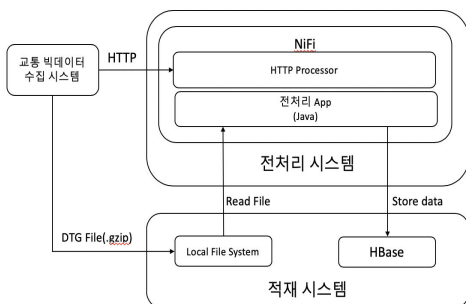 교통 빅데이터
수집 시스템
HTTP
NiFi
HTTP Processor
전처리 App
(Java)
전처리 시스템
Read File
Store data
DTG File(.gzip)
Local File System
HBase
적재 시스템